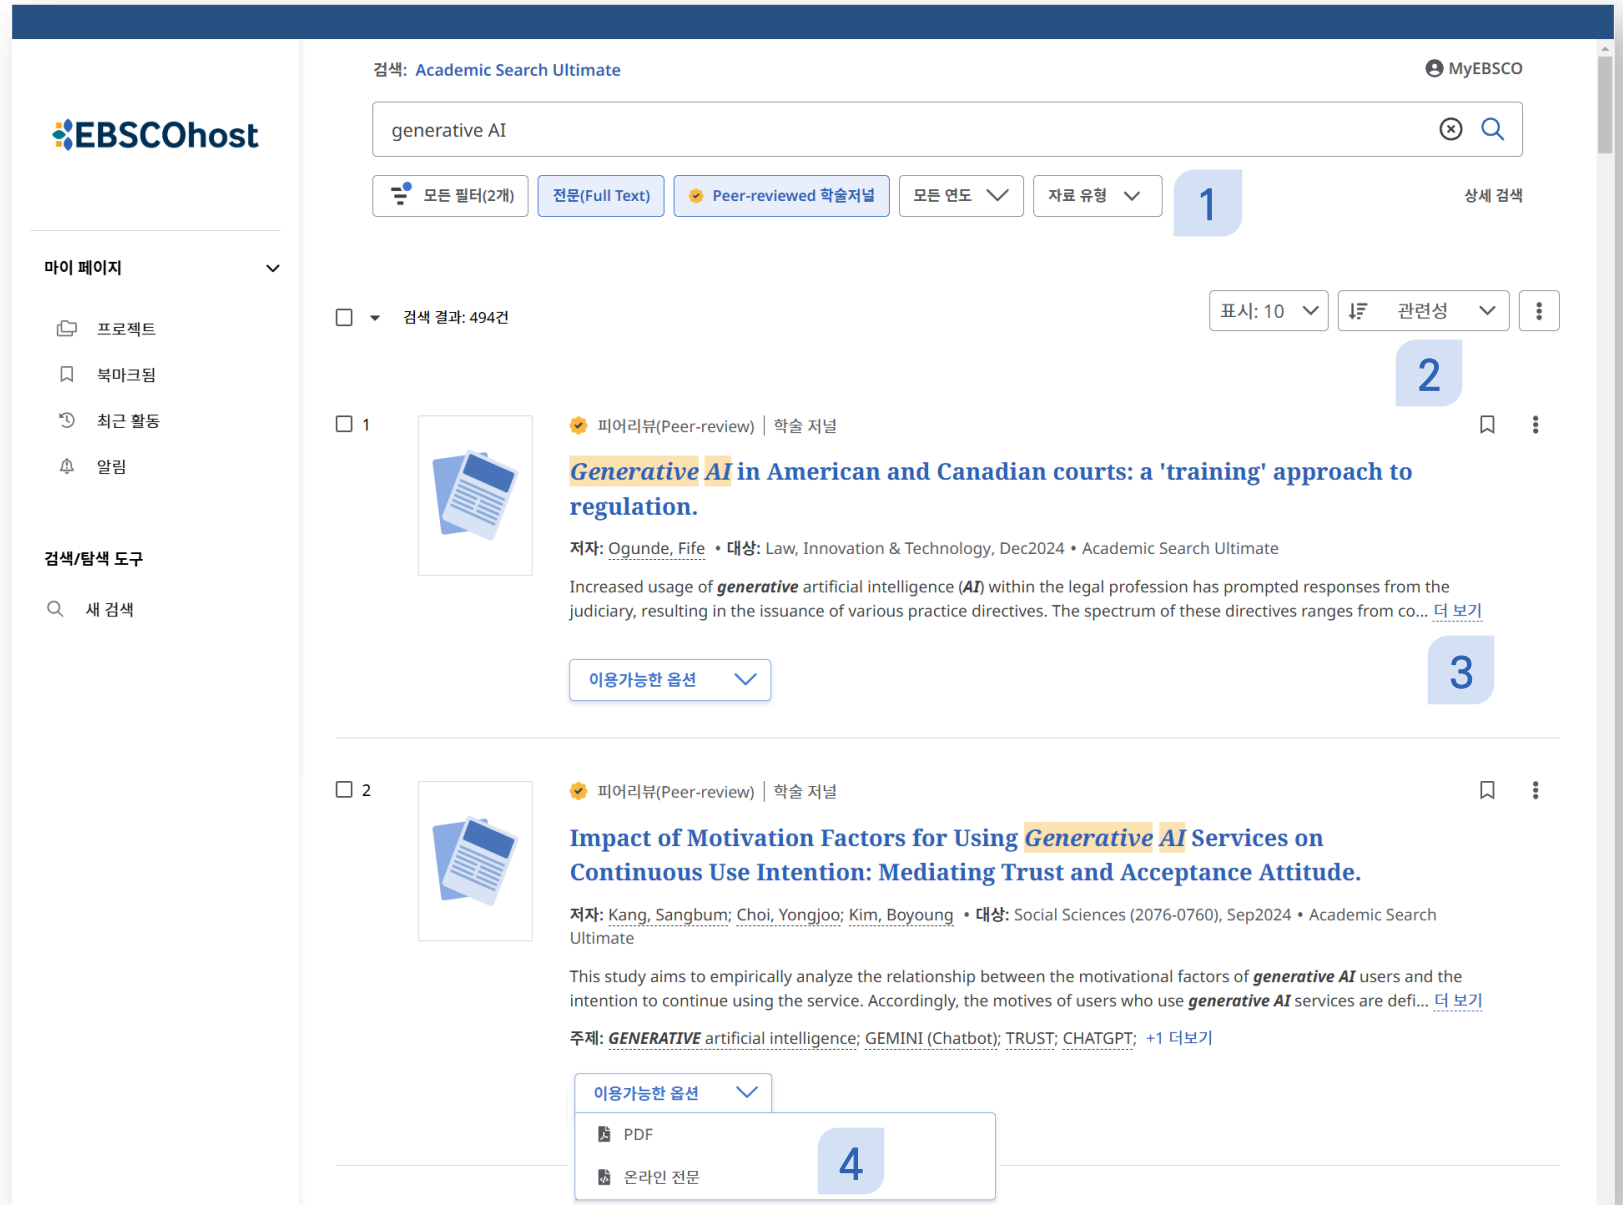 검색: Academic Search Ultimate
MyEBSCO
EBSCOhost
generative AI
모든 필터(2개)
전문(Full Text)
Peer-reviewed 학술저널
모든 연도
자료 유형
1
상세 검색
마이 페이지
프로젝트
북마크됨
최근 활동
알림
검색/탐색 도구
새 검색
검색 결과: 494건
표시: 10
관련성
2
1
피어리뷰(Peer-review) | 학술 저널
Generative AI in American and Canadian courts: a 'training' approach to
regulation.
저자: Ogunde, Fife • 대상: Law, Innovation & Technology, Dec2024 • Academic Search Ultimate
Increased usage of generative artificial intelligence (AI) within the legal profession has prompted responses from the
judiciary, resulting in the issuance of various practice directives. The spectrum of these directives ranges from co... 더 보기
3
이용가능한 옵션
2
피어리뷰(Peer-review) | 학술 저널
Impact of Motivation Factors for Using Generative AI Services on
Continuous Use Intention: Mediating Trust and Acceptance Attitude.
저자: Kang, Sangbum; Choi, Yongjoo; Kim, Boyoung • 대상: Social Sciences (2076-0760), Sep2024 • Academic Search
Ultimate
This study aims to empirically analyze the relationship between the motivational factors of generative AI users and the
intention to continue using the service. Accordingly, the motives of users who use generative AI services are defi... 더 보기
주제: GENERATIVE artificial intelligence; GEMINI (Chatbot); TRUST; CHATGPT; +1 더보기
이용가능한 옵션
PDF
온라인 전문
4